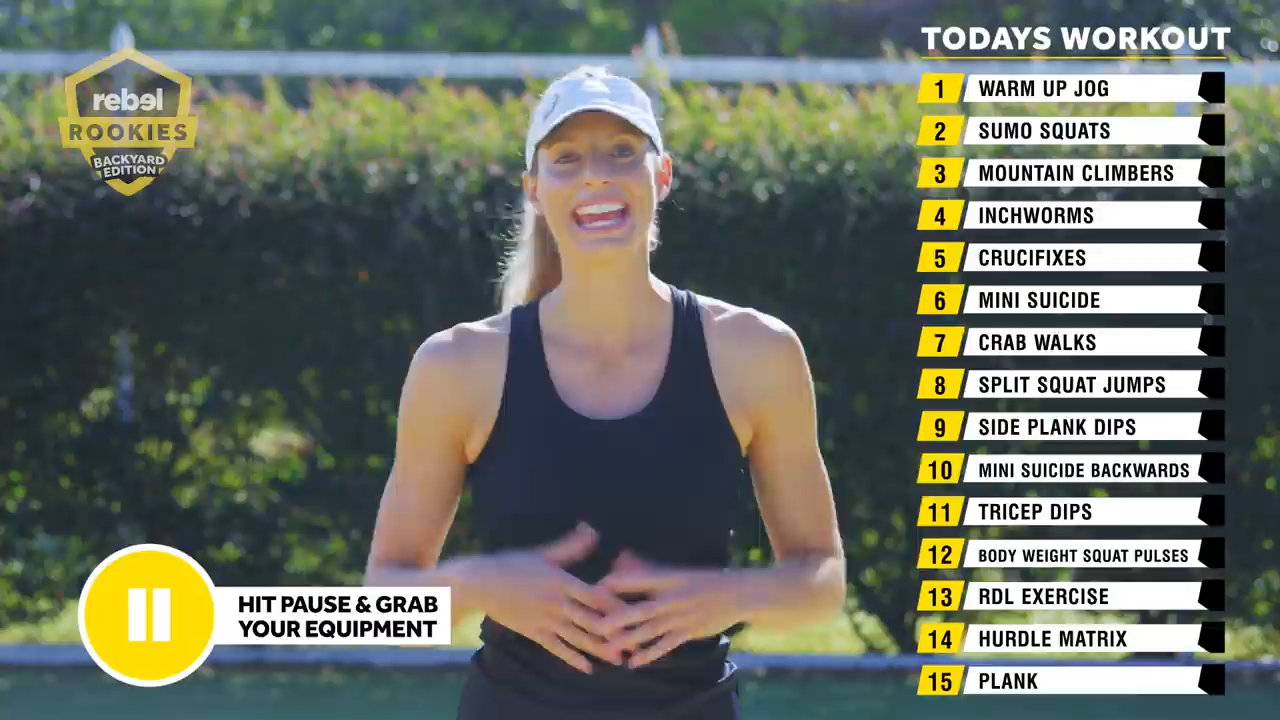 rebel
ROOKIES
BACKYARD
EDITION
TODAYS WORKOUT
1 WARM UP JOG
2 SUMO SQUATS
3 MOUNTAIN CLIMBERS
4 INCHWORMS
5 CRUCIFIXES
6 MINI SUICIDE
7 CRAB WALKS
8 SPLIT SQUAT JUMPS
9 SIDE PLANK DIPS
10 MINI SUICIDE BACKWARDS
11 TRICEP DIPS
12 BODY WEIGHT SQUAT PULSES
13 RDL EXERCISE
14 HURDLE MATRIX
15 PLANK
HIT PAUSE & GRAB
YOUR EQUIPMENT